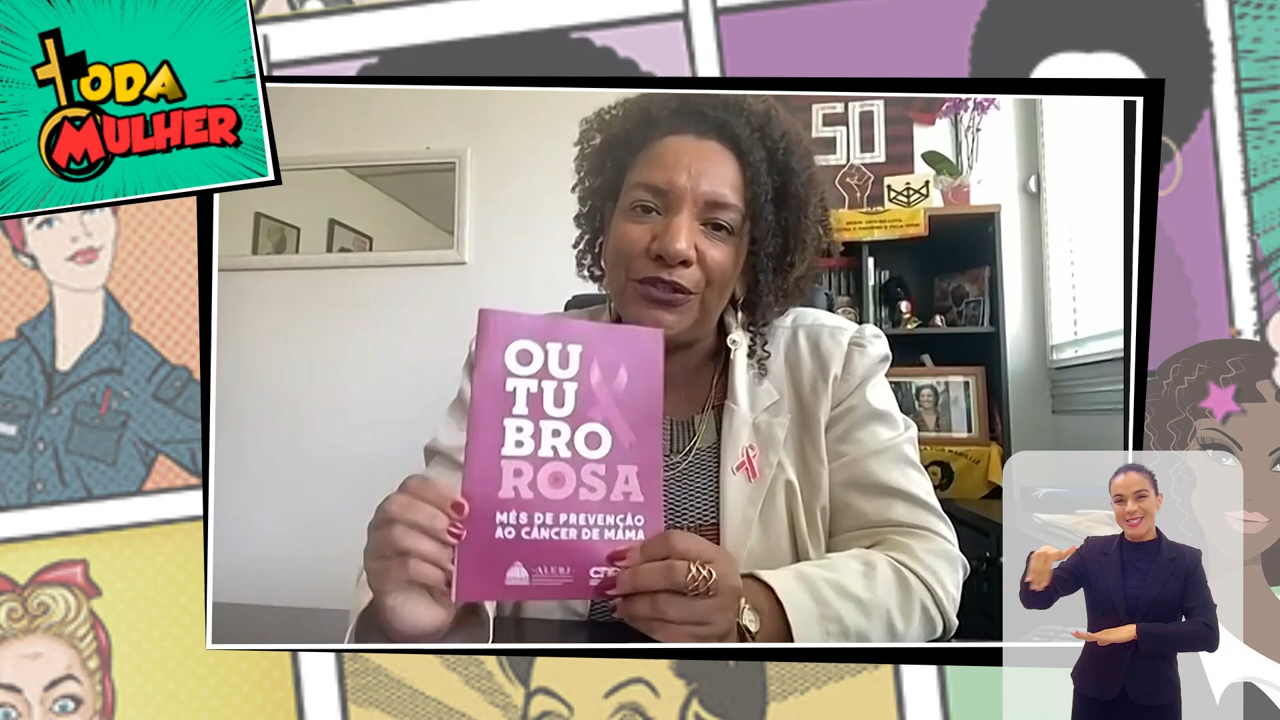 TODA
MULHER
50
OU
TU
BRO
ROSA
MÊS DE PREVENÇÃO
AO CÂNCER DE MAMA
ALERJ